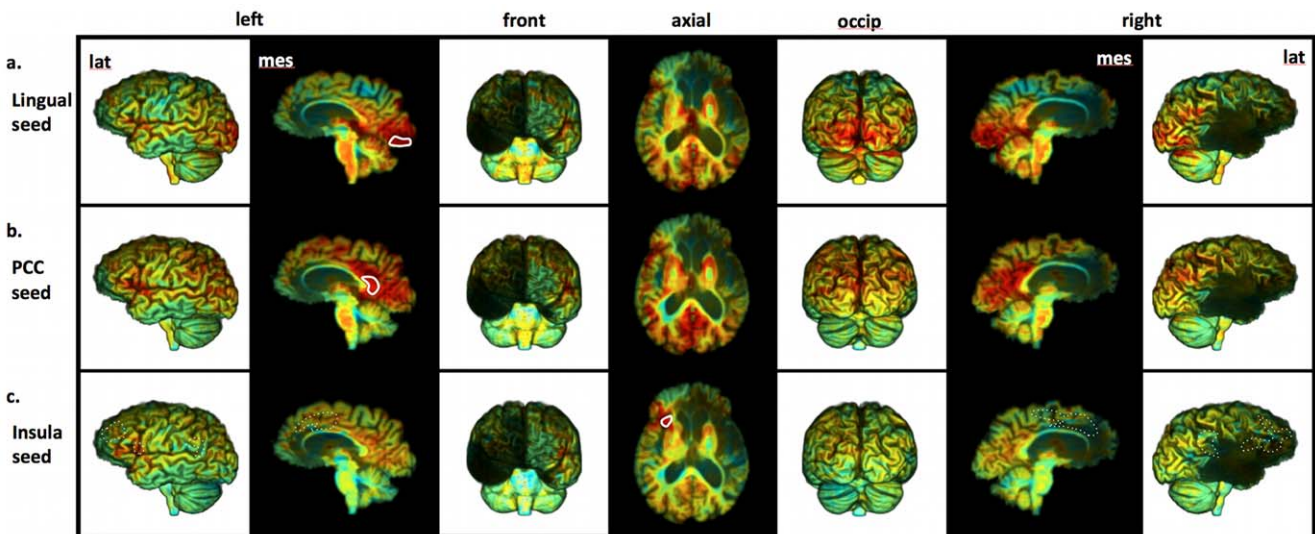 left front axial occip right
a.
Lingual
seed
lat mes mes lat
b.
PCC
seed
c.
Insula
seed